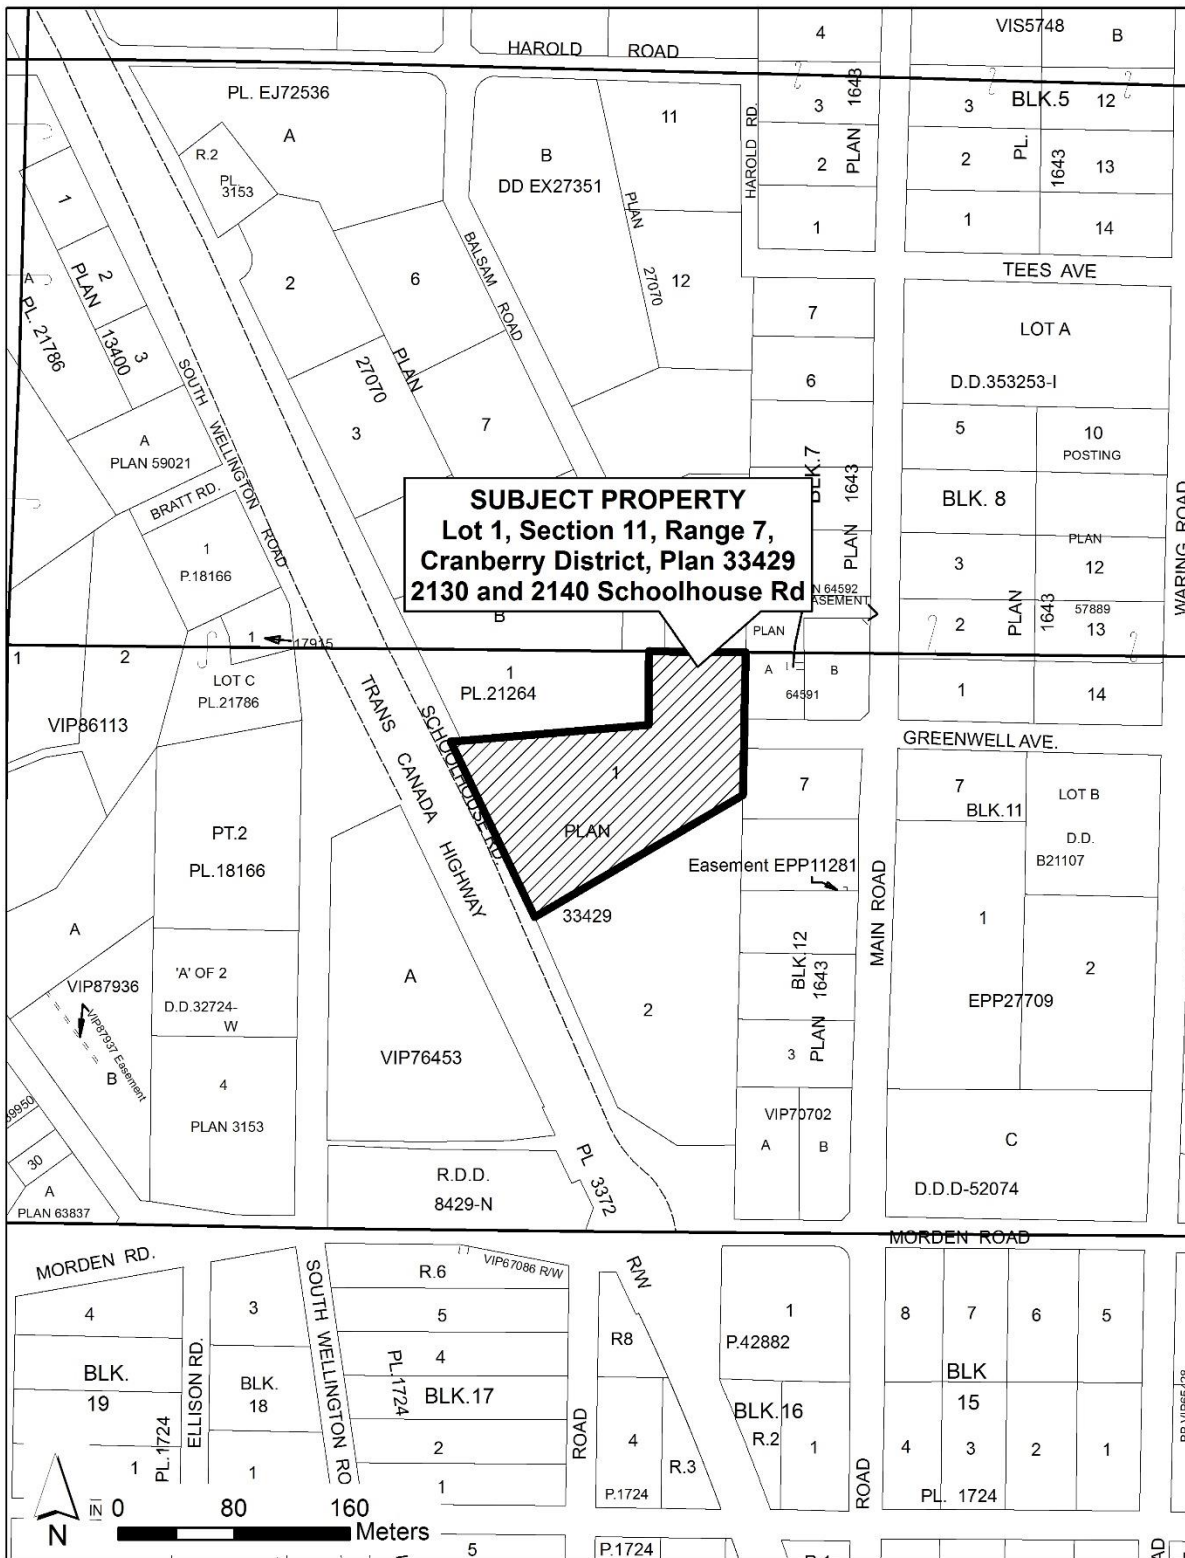 HAROLD ROAD
4
VIS5748
B
PL. EJ72536
A
R.2
PL.
3153
B
DD EX27351
11
PLAN
27070
12
HAROLD RD.
3
2
1
PLAN 1643
3
BLK.5
12
2
PL.
1643
13
1
14
TEES AVE
1
2
PLAN
13400
3
A
PL. 21786
2
6
BALSAM ROAD
PLAN
27070
3
7
SOUTH WELLINGTON ROAD
A
PLAN 59021
BRATT RD.
7
6
BLK.7
PLAN 1643
LOT A
D.D.353253-I
5
10
POSTING
BLK. 8
3
PLAN
12
2
PLAN 1643
57889
13
1
14
WARING ROAD
SUBJECT PROPERTY
Lot 1, Section 11, Range 7,
Cranberry District, Plan 33429
2130 and 2140 Schoolhouse Rd
N 64592
ASEMENT
PLAN
A
B
64591
B
1
P.18166
1
17915
LOT C
PL.21786
1
2
VIP86113
1
PL.21264
SCHOOLHOUSE RD.
TRANS CANADA HIGHWAY
1
PLAN
33429
GREENWELL AVE.
7
Easement EPP11281
BLK.12
PLAN 1643
3
MAIN ROAD
7
BLK.11
LOT B
D.D.
B21107
1
2
EPP27709
PT.2
PL.18166
A
VIP87936
VIP87937 Easement
B
'A' OF 2
D.D.32724-
W
4
PLAN 3153
A
VIP76453
2
VIP70702
A
B
C
D.D.D-52074
39950
30
A
PLAN 63837
R.D.D.
8429-N
PL 3372
MORDEN ROAD
MORDEN RD.
4
BLK.
19
1
PL.1724
ELLISON RD.
3
BLK.
18
1
SOUTH WELLINGTON RO
R.6
VIP67086 R/W
5
4
PL.1724
BLK.17
2
1
ROAD
R/W
R8
4
R.3
P.1724
1
P.42882
BLK.16
R.2
1
ROAD
8
7
6
5
BLK
15
4
3
2
1
PL. 1724
N
IN
0 80 160
Meters
5
P.1724